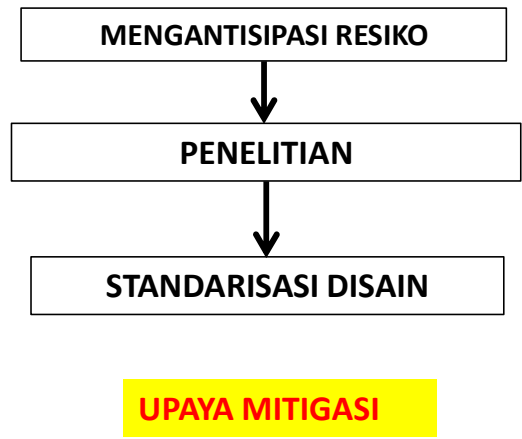 MENGANTISIPASI RESIKO
PENELITIAN
STANDARISASI DISAIN
UPAYA MITIGASI